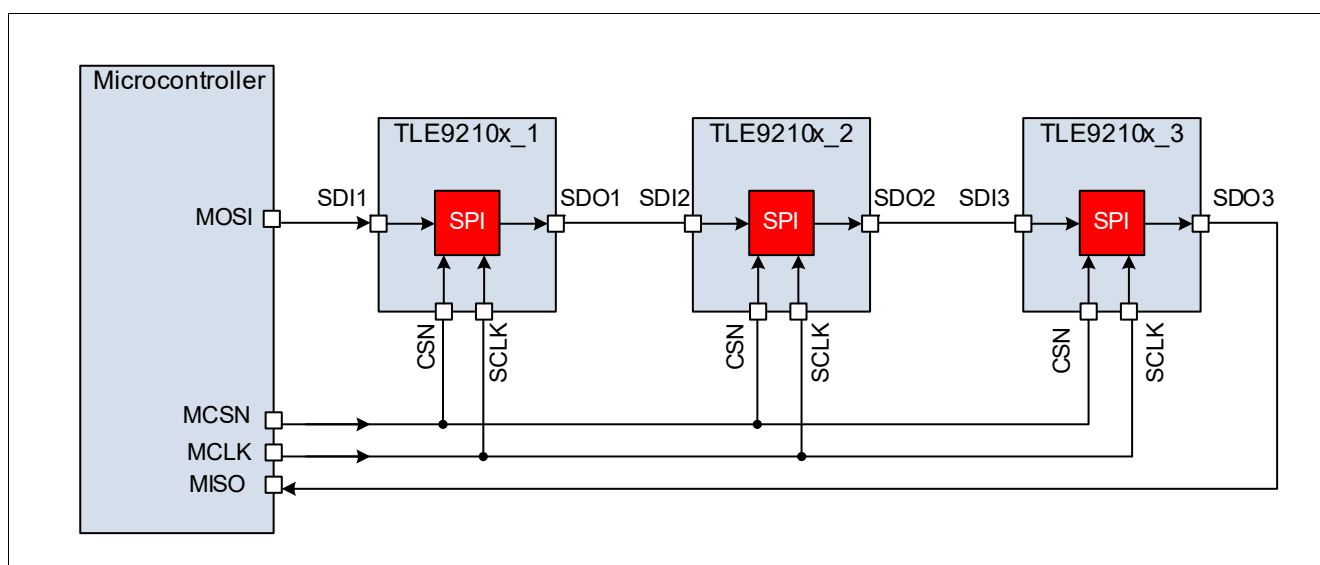 Microcontroller
TLE9210x_1
TLE9210x_2
TLE9210x_3
MOSI
SDI1
SPI
SDO1
SDI2
SPI
SDO2
SDI3
SPI
SDO3
CSN
SCLK
CSN
SCLK
CSN
SCLK
MCSN
MCLK
MISO